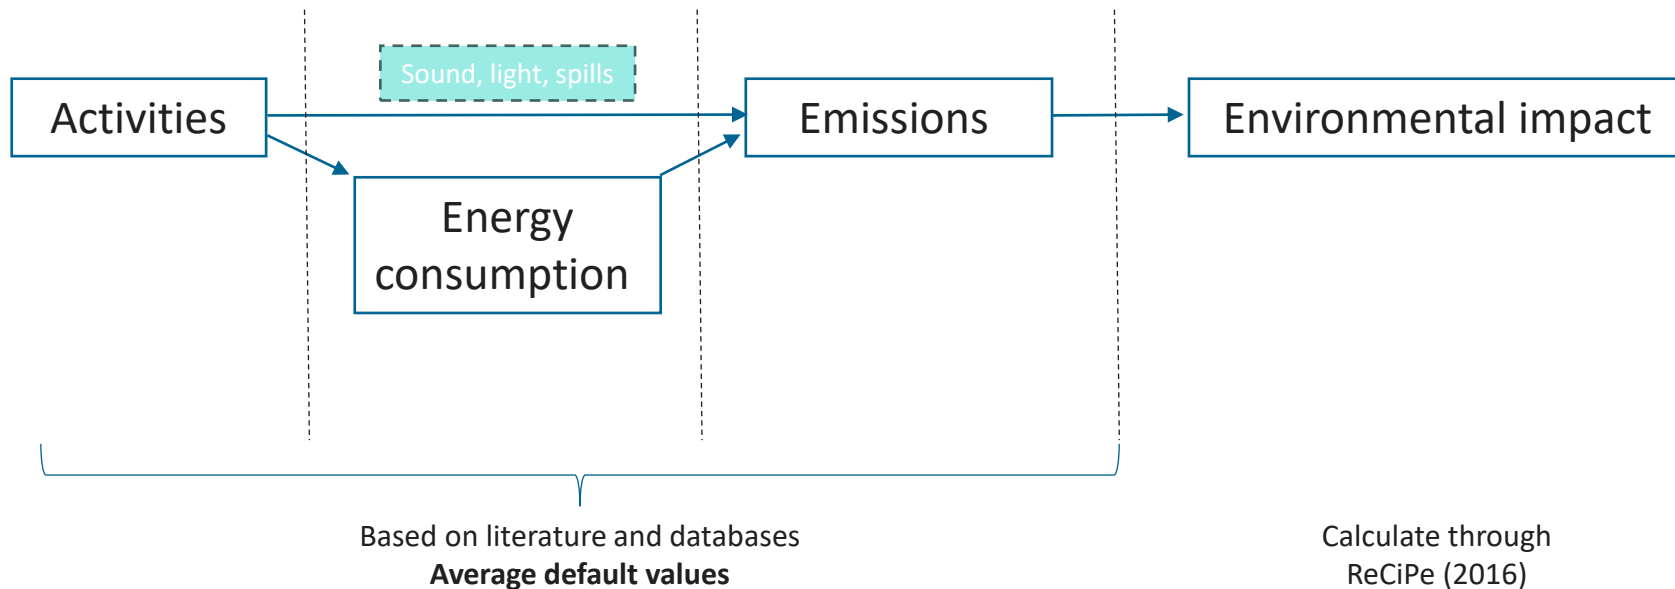 Sound, light, spills
Activities
Emissions
Environmental impact
Energy
consumption
Based on literature and databases
Average default values
Calculate through
ReCiPe (2016)